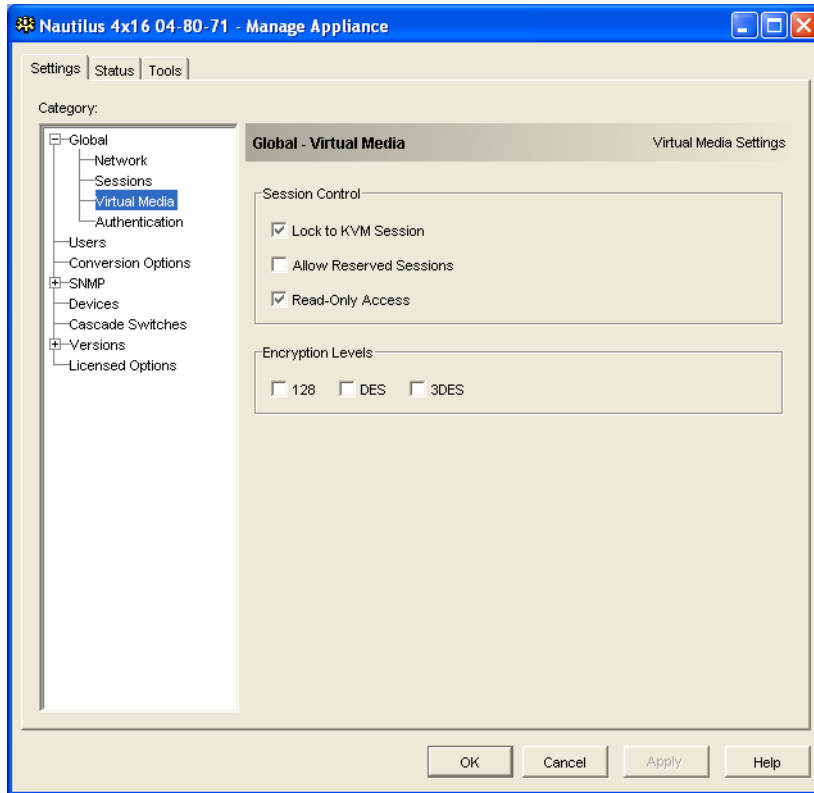 Nautilus 4x16 04-80-71 - Manage Appliance
Settings Status Tools
Category:
Global
Network
Sessions
Virtual Media
Authentication
Users
Conversion Options
SNMP
Devices
Cascade Switches
Versions
Licensed Options
Global - Virtual Media Virtual Media Settings
Session Control
Lock to KVM Session
Allow Reserved Sessions
Read-Only Access
Encryption Levels
128 DES 3DES
OK Cancel Apply Help